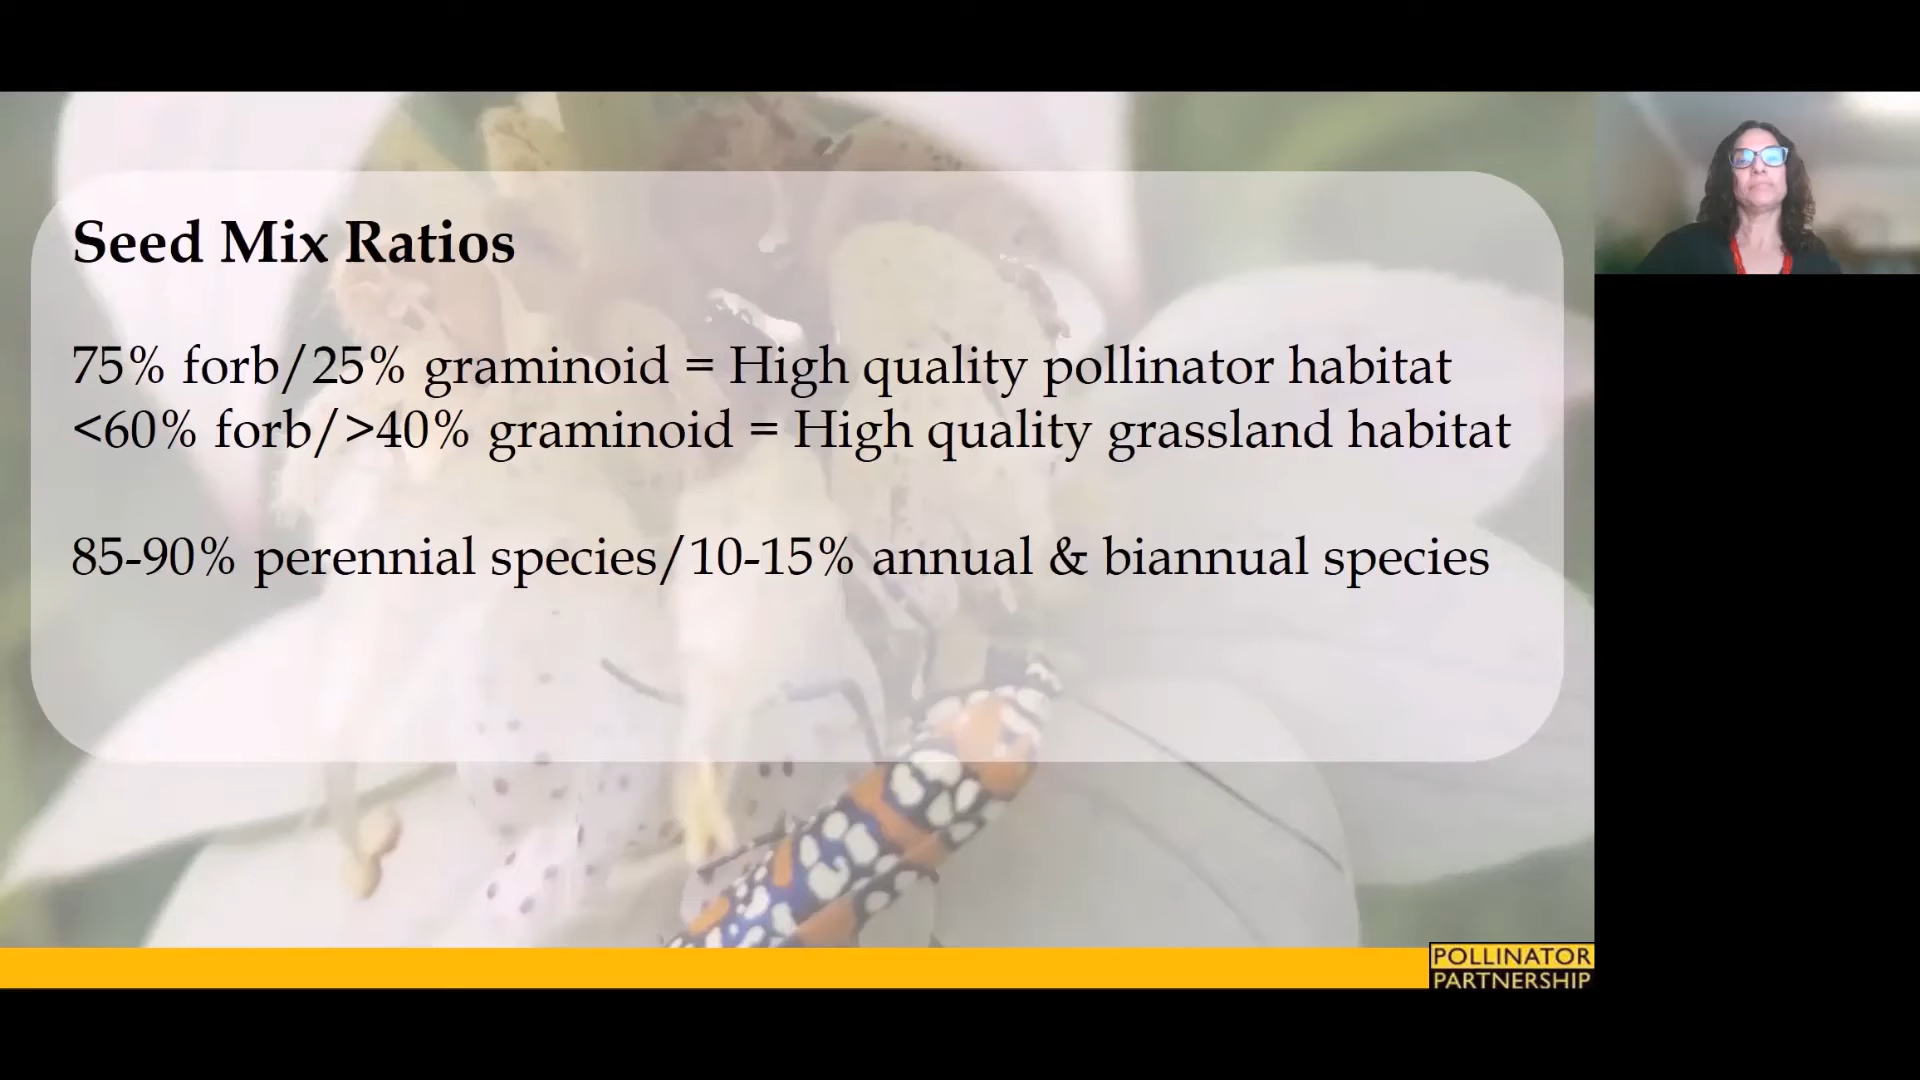 Seed Mix Ratios
75% forb/25% graminoid = High quality pollinator habitat
<60% forb/>40% graminoid = High quality grassland habitat
85-90% perennial species/10-15% annual & biannual species
POLLINATOR
PARTNERSHIP